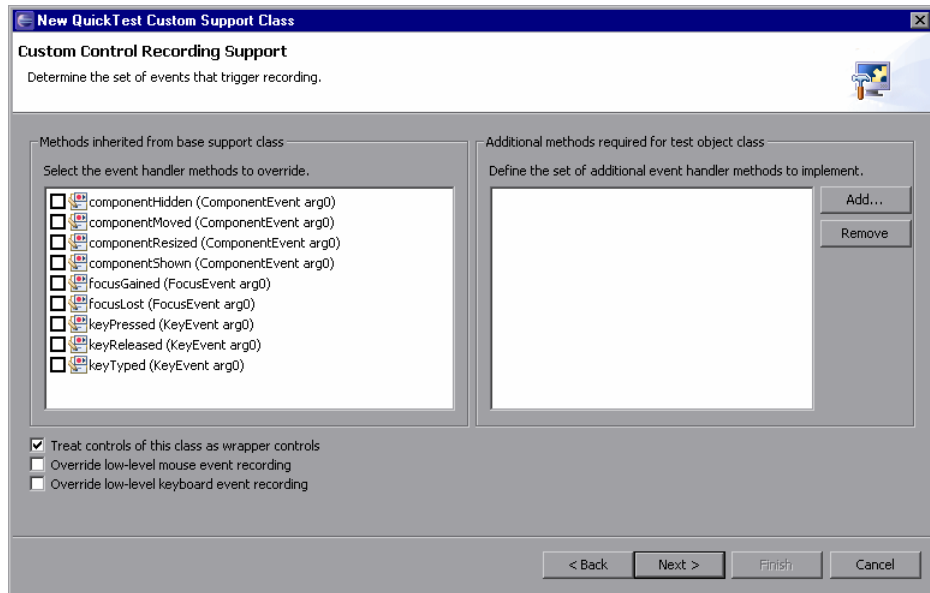 New QuickTest Custom Support Class
Custom Control Recording Support
Determine the set of events that trigger recording.
Methods inherited from base support class
Select the event handler methods to override.
componentHidden (ComponentEvent arg0)
componentMoved (ComponentEvent arg0)
componentResized (ComponentEvent arg0)
componentShown (ComponentEvent arg0)
focusGained (FocusEvent arg0)
focusLost (FocusEvent arg0)
keyPressed (KeyEvent arg0)
keyReleased (KeyEvent arg0)
keyTyped (KeyEvent arg0)
Additional methods required for test object class
Define the set of additional event handler methods to implement.
Add...
Remove
Treat controls of this class as wrapper controls
Override low-level mouse event recording
Override low-level keyboard event recording
< Back
Next >
Finish
Cancel